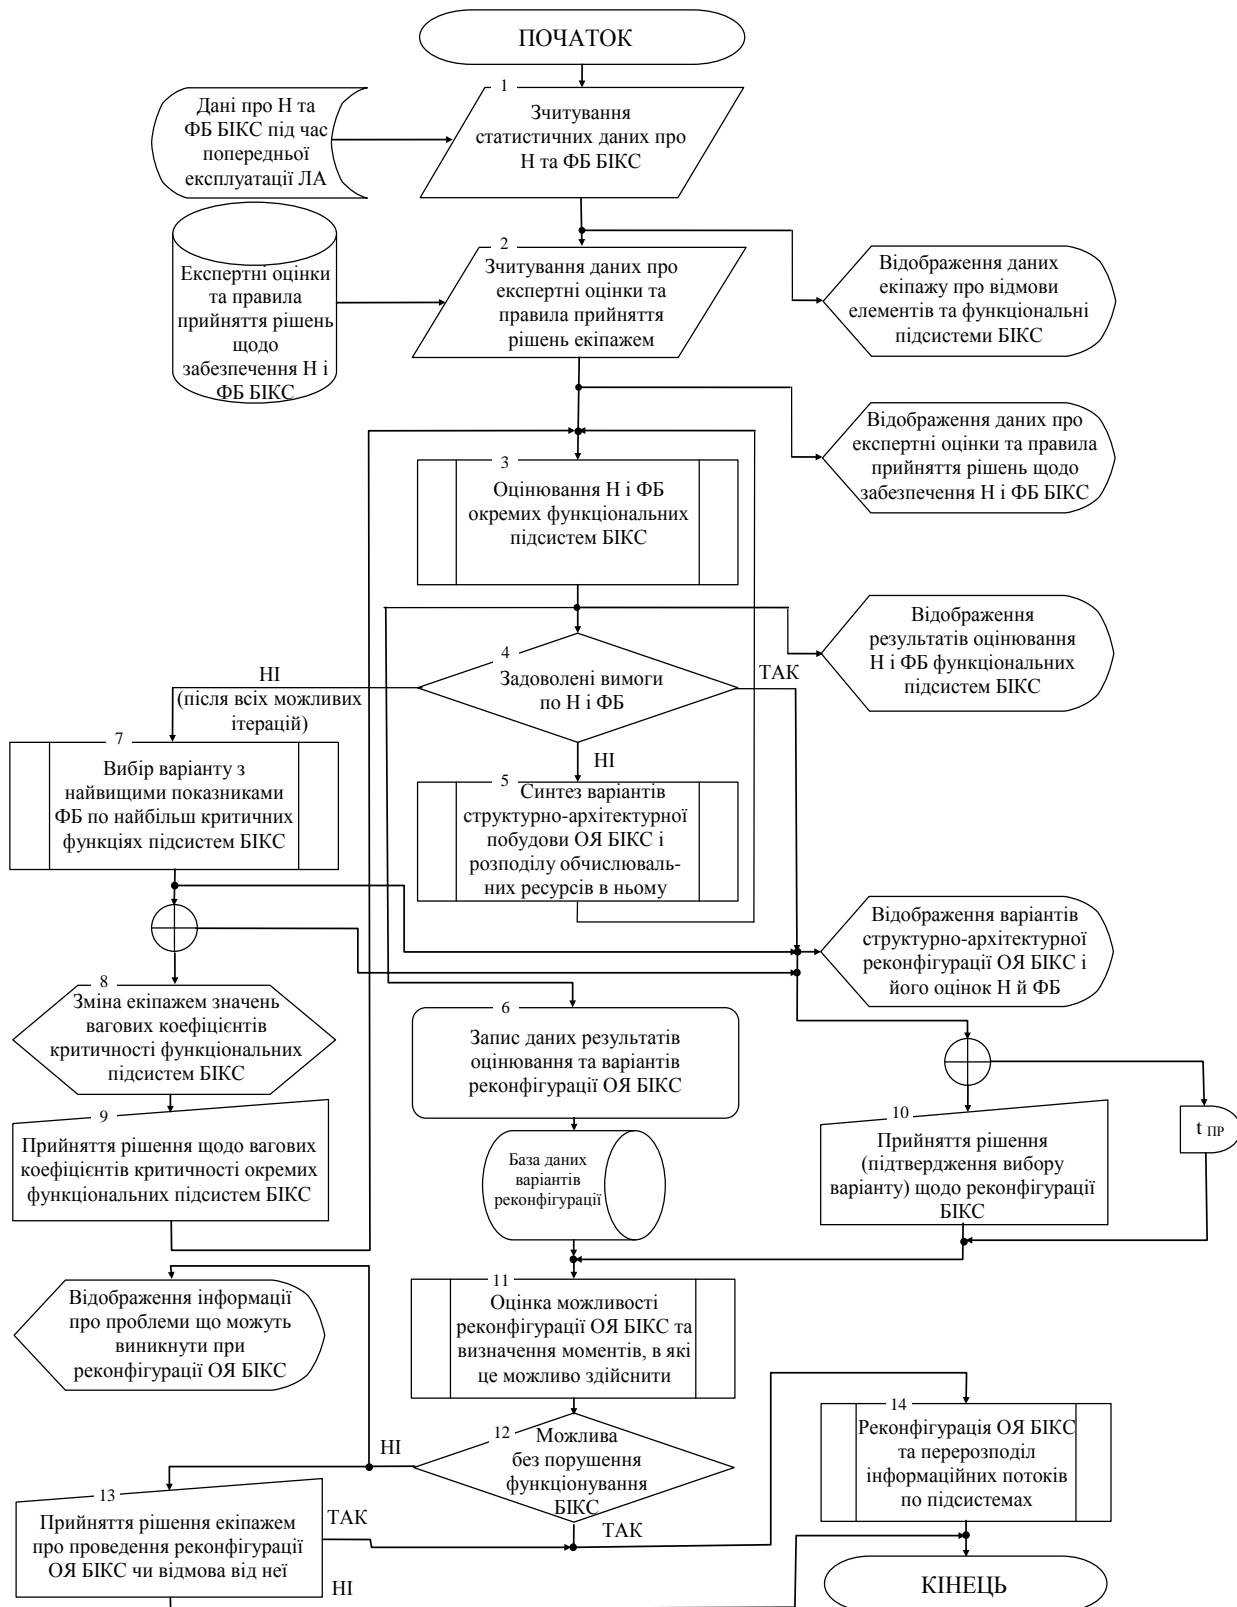 ПОЧАТОК
1
Дані про Н та
ФБ БІКС під час
попередньої
експлуатації ЛА
Зчитування
статистичних даних про
Н та ФБ БІКС
2
Експертні оцінки
та правила
прийняття рішень
щодо
забезпечення Н і
ФБ БІКС
Зчитування даних про
експертні оцінки та
правила прийняття
рішень екіпажем
Відображення даних
екіпажу про відмови
елементів та функціональні
підсистеми БІКС
Відображення даних про
експертні оцінки та правила
прийняття рішень щодо
забезпечення Н і ФБ БІКС
3
Оцінювання Н і ФБ
окремих функціональних
підсистем БІКС
Відображення
результатів оцінювання
Н і ФБ функціональних
підсистем БІКС
4
Задоволені вимоги
по Н і ФБ
ТАК
НІ
(після всіх можливих
ітерацій)
НІ
7
Вибір варіанту з
найвищими показниками
ФБ по найбільш критичних
функціях підсистем БІКС
5
Синтез варіантів
структурно-архітектурної
побудови ОЯ БІКС і
розподілу обчислюваль-
них ресурсів в ньому
Відображення варіантів
структурно-архітектурної
реконфігурації ОЯ БІКС і
його оцінок Н й ФБ
8
Зміна екіпажем значень
вагових коефіцієнтів
критичності функціональних
підсистем БІКС
6
Запис даних результатів
оцінювання та варіантів
реконфігурації ОЯ БІКС
9
Прийняття рішення щодо вагових
коефіцієнтів критичності окремих
функціональних підсистем БІКС
База даних
варіантів
реконфігурації
10
Прийняття рішення
(підтвердження вибору
варіанту) щодо реконфігурації
БІКС
t ПР
Відображення інформації
про проблеми що можуть
виникнути при
реконфігурації ОЯ БІКС
11
Оцінка можливості
реконфігурації ОЯ БІКС та
визначення моментів, в які
це можливо здійснити
12
Можлива
без порушення
функціонування
БІКС
НІ
ТАК
13
Прийняття рішення екіпажем
про проведення реконфігурації
ОЯ БІКС чи відмова від неї
ТАК
НІ
14
Реконфігурація ОЯ БІКС
та перерозподіл
інформаційних потоків
по підсистемах
КІНЕЦЬ